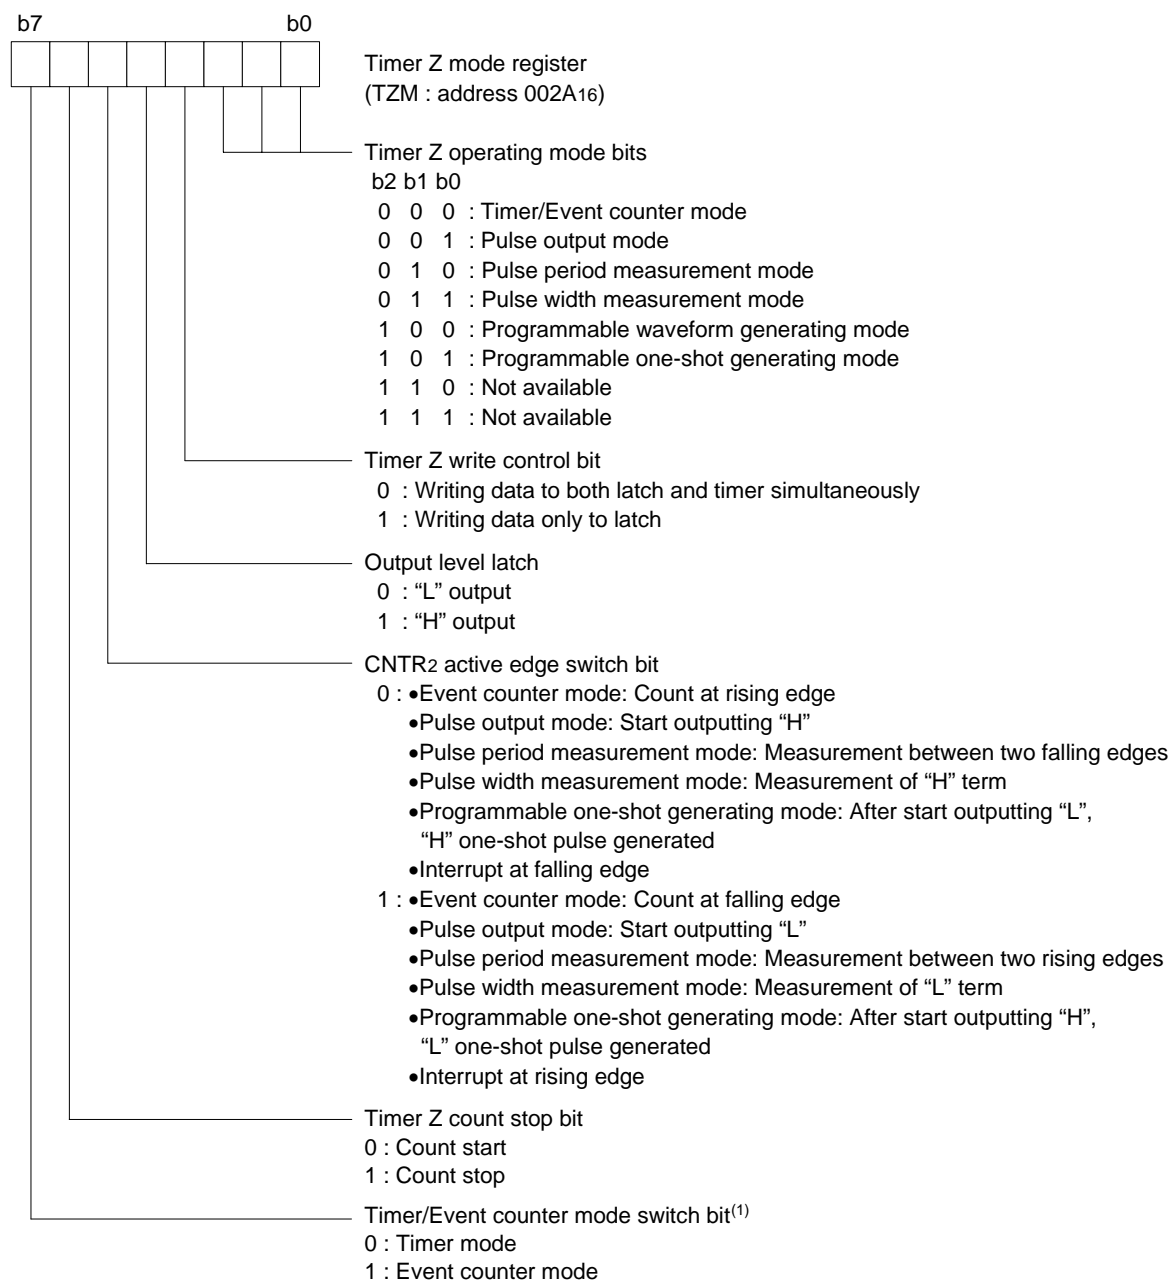 b7 b0
Timer Z mode register
(TZM : address 002A16)
Timer Z operating mode bits
b2 b1 b0
0 0 0 : Timer/Event counter mode
0 0 1 : Pulse output mode
0 1 0 : Pulse period measurement mode
0 1 1 : Pulse width measurement mode
1 0 0 : Programmable waveform generating mode
1 0 1 : Programmable one-shot generating mode
1 1 0 : Not available
1 1 1 : Not available
Timer Z write control bit
0 : Writing data to both latch and timer simultaneously
1 : Writing data only to latch
Output level latch
0 : “L” output
1 : “H” output
CNTR2 active edge switch bit
0 : •Event counter mode: Count at rising edge
•Pulse output mode: Start outputting “H”
•Pulse period measurement mode: Measurement between two falling edges
•Pulse width measurement mode: Measurement of “H” term
•Programmable one-shot generating mode: After start outputting “L”,
“H” one-shot pulse generated
•Interrupt at falling edge
1 : •Event counter mode: Count at falling edge
•Pulse output mode: Start outputting “L”
•Pulse period measurement mode: Measurement between two rising edges
•Pulse width measurement mode: Measurement of “L” term
•Programmable one-shot generating mode: After start outputting “H”,
“L” one-shot pulse generated
•Interrupt at rising edge
Timer Z count stop bit
0 : Count start
1 : Count stop
Timer/Event counter mode switch bit(1)
0 : Timer mode
1 : Event counter mode